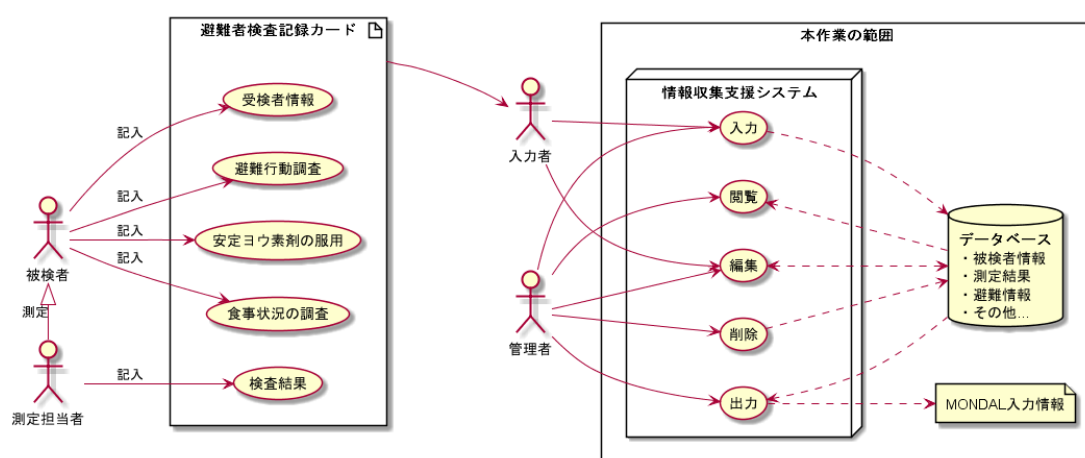 避難者検査記録カード
受検者情報
避難行動調査
安定ヨウ素剤の服用
食事状況の調査
検査結果
記入
記入
記入
記入
記入
被検者
測定
測定担当者
入力者
管理者
本作業の範囲
情報収集支援システム
入力
閲覧
編集
削除
出力
データベース
・被検者情報
・測定結果
・避難情報
・その他...
MONDAL入力情報